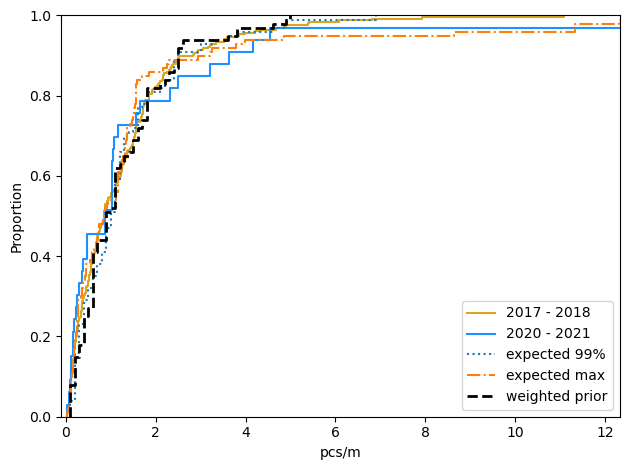 1.0
0.8
0.6
0.4
0.2
0.0
Proportion
0 2 4 6 8 10 12
pcs/m
2017 - 2018
2020 - 2021
expected 99%
expected max
weighted prior